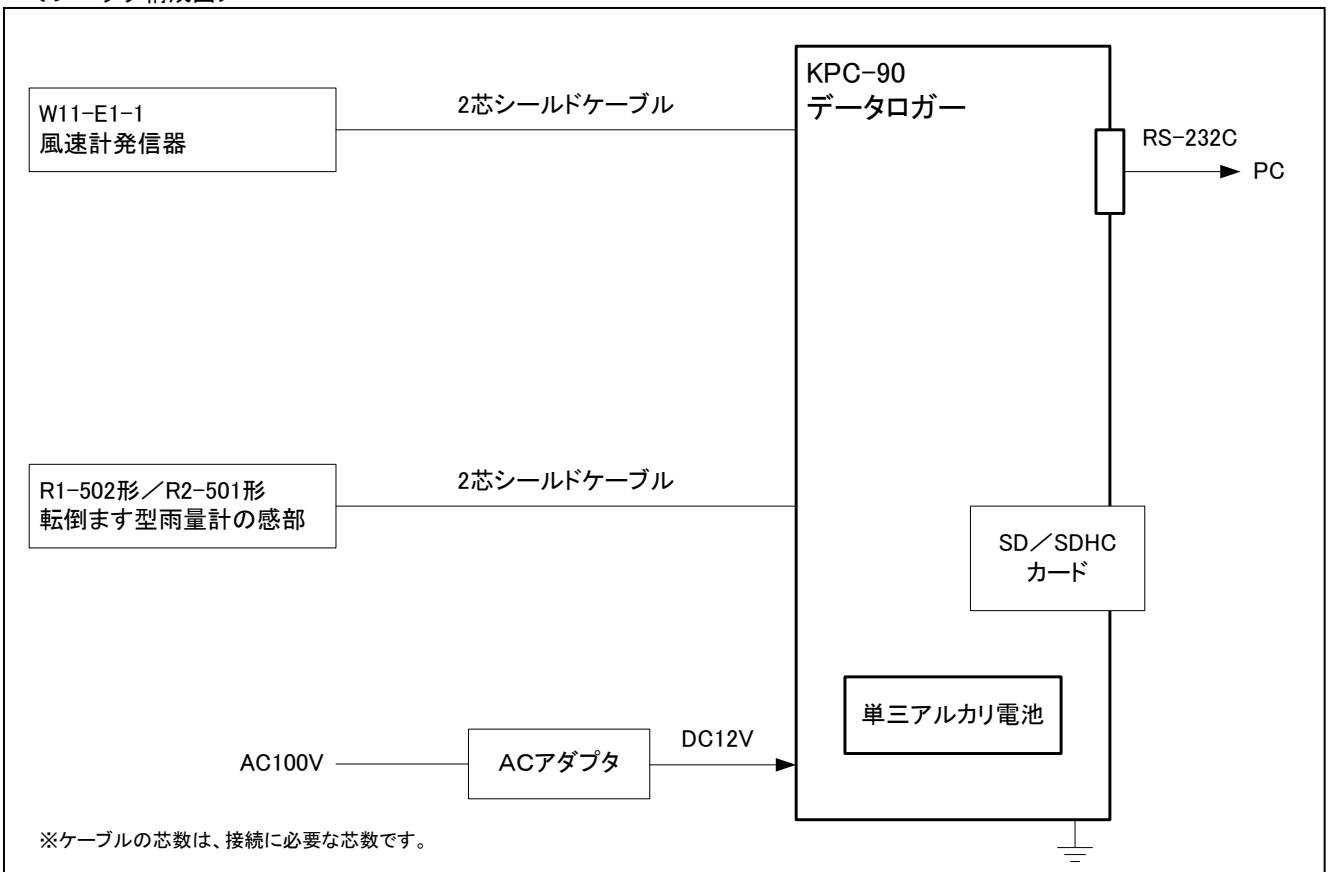 KPC-90
データロガー
W11-E1-1
風速計発信器
2芯シールドケーブル
RS-232C
PC
R1-502形／R2-501形
転倒ます型雨量計の感部
2芯シールドケーブル
SD／SDHC
カード
単三アルカリ電池
AC100V
ACアダプタ
DC12V
※ケーブルの芯数は、接続に必要な芯数です。